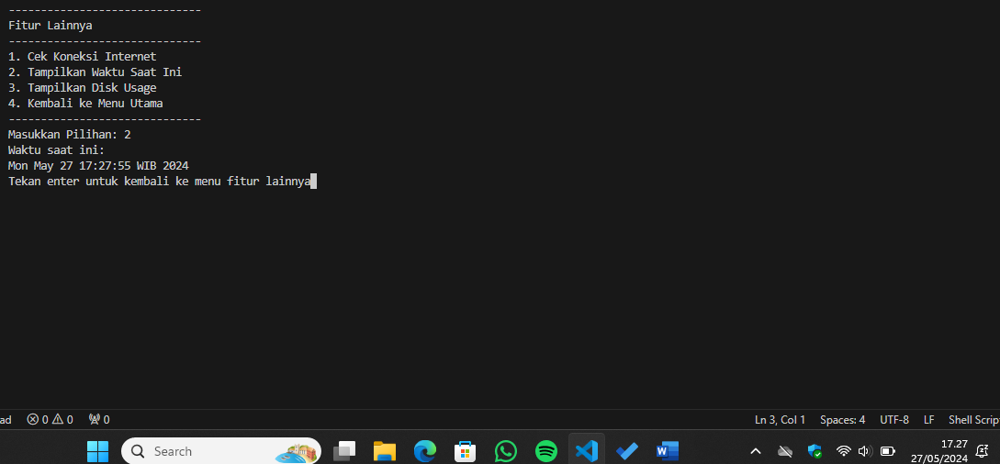 ------------------------------
Fitur Lainnya
------------------------------
1. Cek Koneksi Internet
2. Tampilkan Waktu Saat Ini
3. Tampilkan Disk Usage
4. Kembali ke Menu Utama
------------------------------
Masukkan Pilihan: 2
Waktu saat ini:
Mon May 27 17:27:55 WIB 2024
Tekan enter untuk kembali ke menu fitur lainnya
ad 0 0 0 Ln 3, Col 1 Spaces: 4 UTF-8 LF Shell Scrip
Search 17.27
27/05/2024